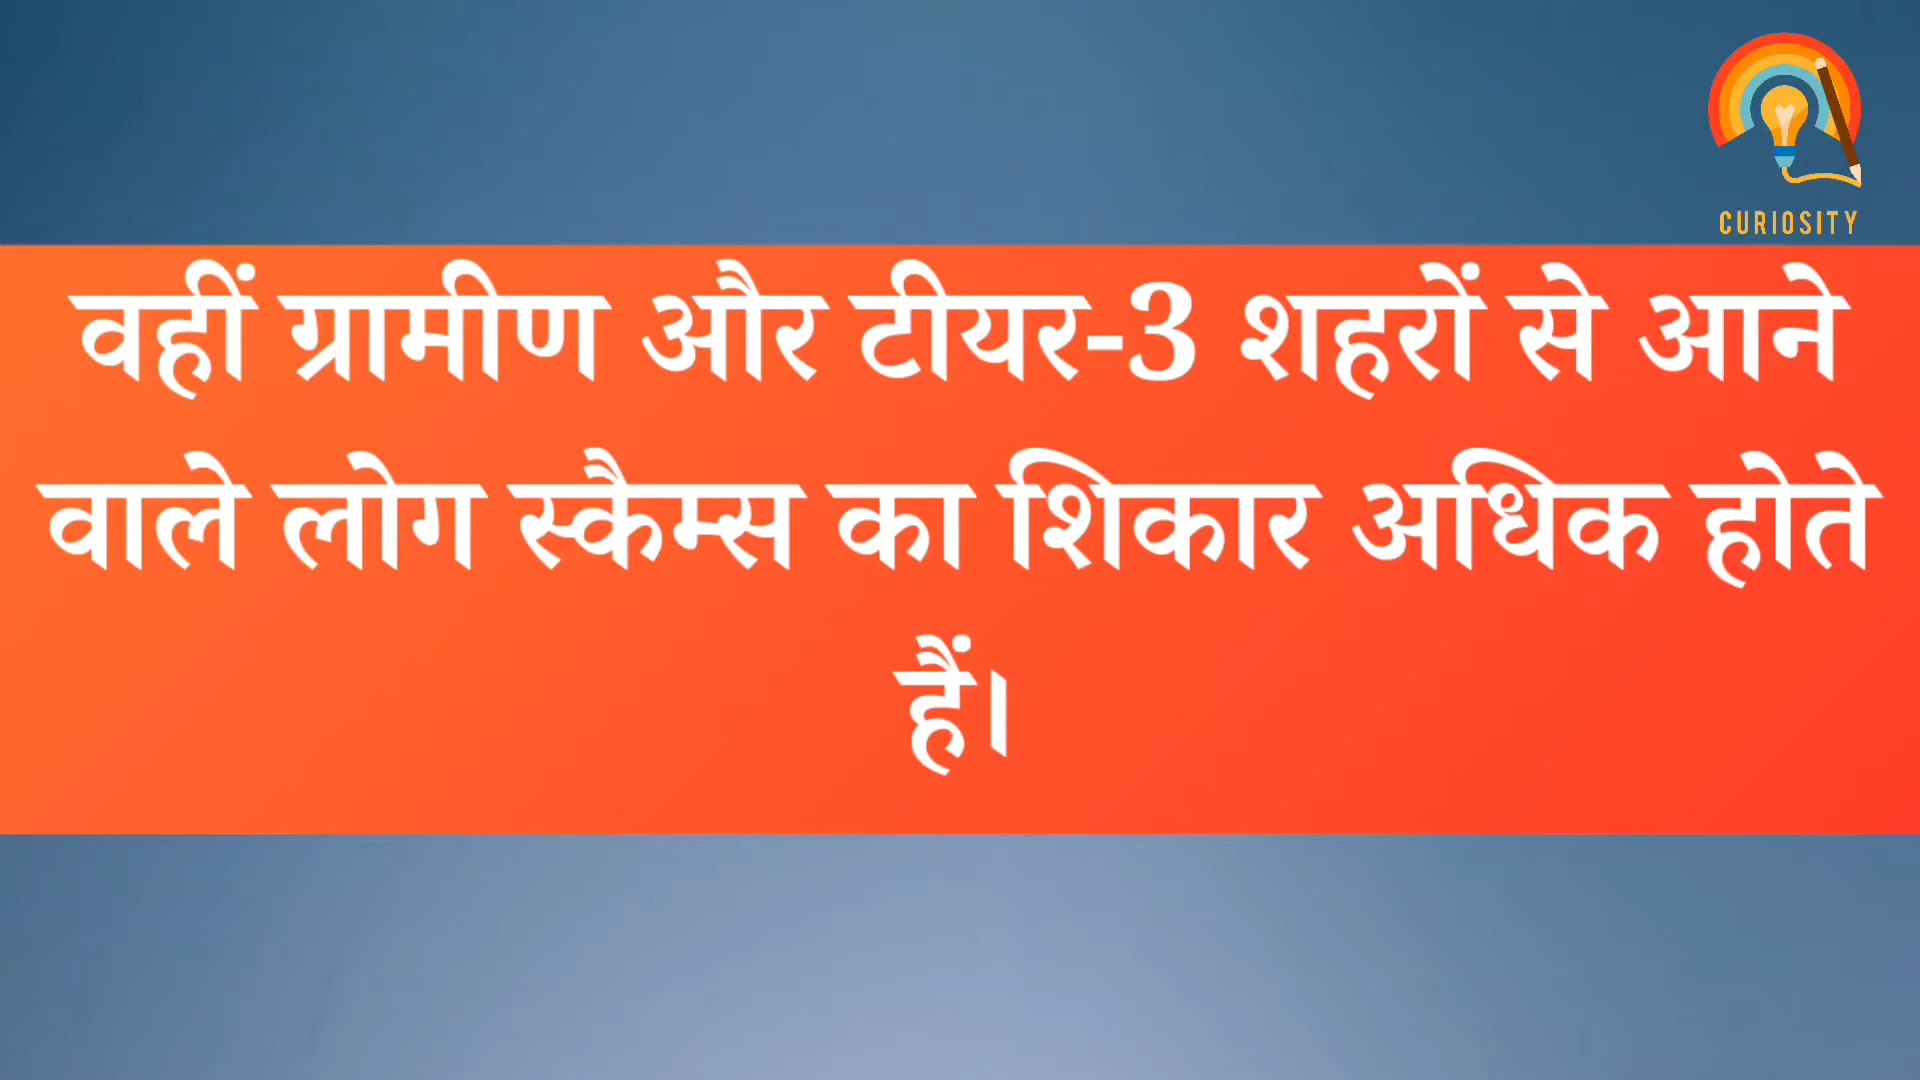 CURIOSITY
वहीं ग्रामीण और टीयर-3 शहरों से आने
वाले लोग स्कैम्स का शिकार अधिक होते
हैं।